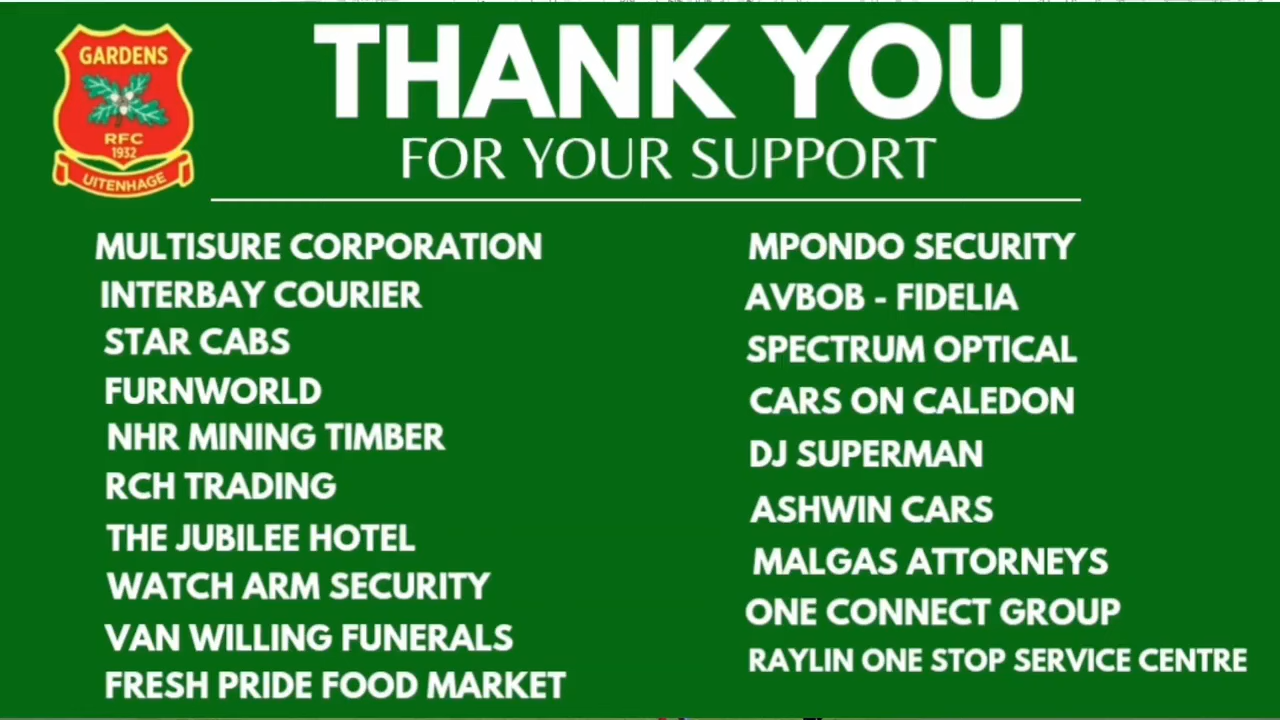 GARDENS
RFC
1932
UITENHAGE
THANK YOU
FOR YOUR SUPPORT
MULTISURE CORPORATION
INTERBAY COURIER
STAR CABS
FURNWORLD
NHR MINING TIMBER
RCH TRADING
THE JUBILEE HOTEL
WATCH ARM SECURITY
VAN WILLING FUNERALS
FRESH PRIDE FOOD MARKET
MPONDO SECURITY
AVBOB - FIDELIA
SPECTRUM OPTICAL
CARS ON CALEDON
DJ SUPERMAN
ASHWIN CARS
MALGAS ATTORNEYS
ONE CONNECT GROUP
RAYLIN ONE STOP SERVICE CENTRE